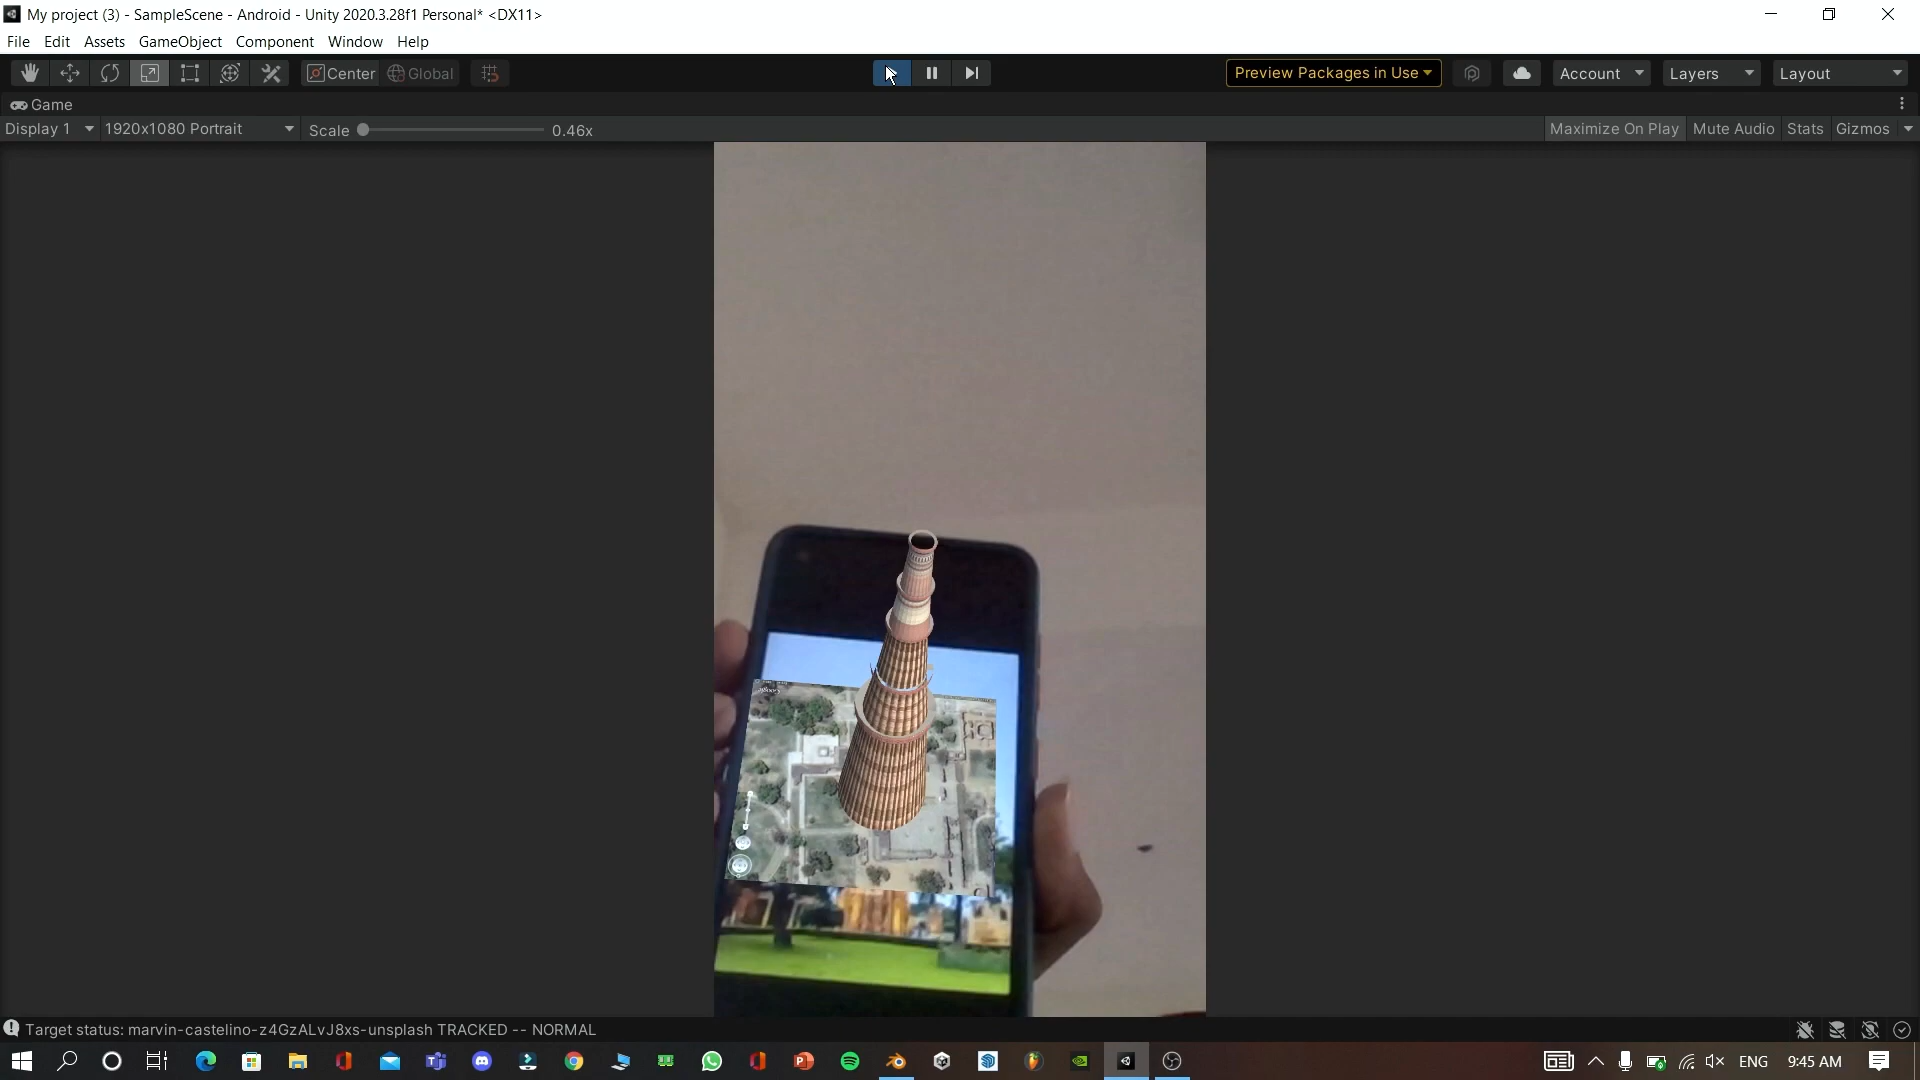 My project (3) - SampleScene - Android - Unity 2020.3.28f1 Personal* <DX11>
File Edit Assets GameObject Component Window Help
Center Global Preview Packages in Use Account Layers Layout
Game
Display 1 1920x1080 Portrait Scale 0.46x Maximize On Play Mute Audio Stats Gizmos
Target status: marvin-castelino-z4GzALvJ8xs-unsplash TRACKED -- NORMAL
ENG 9:45 AM